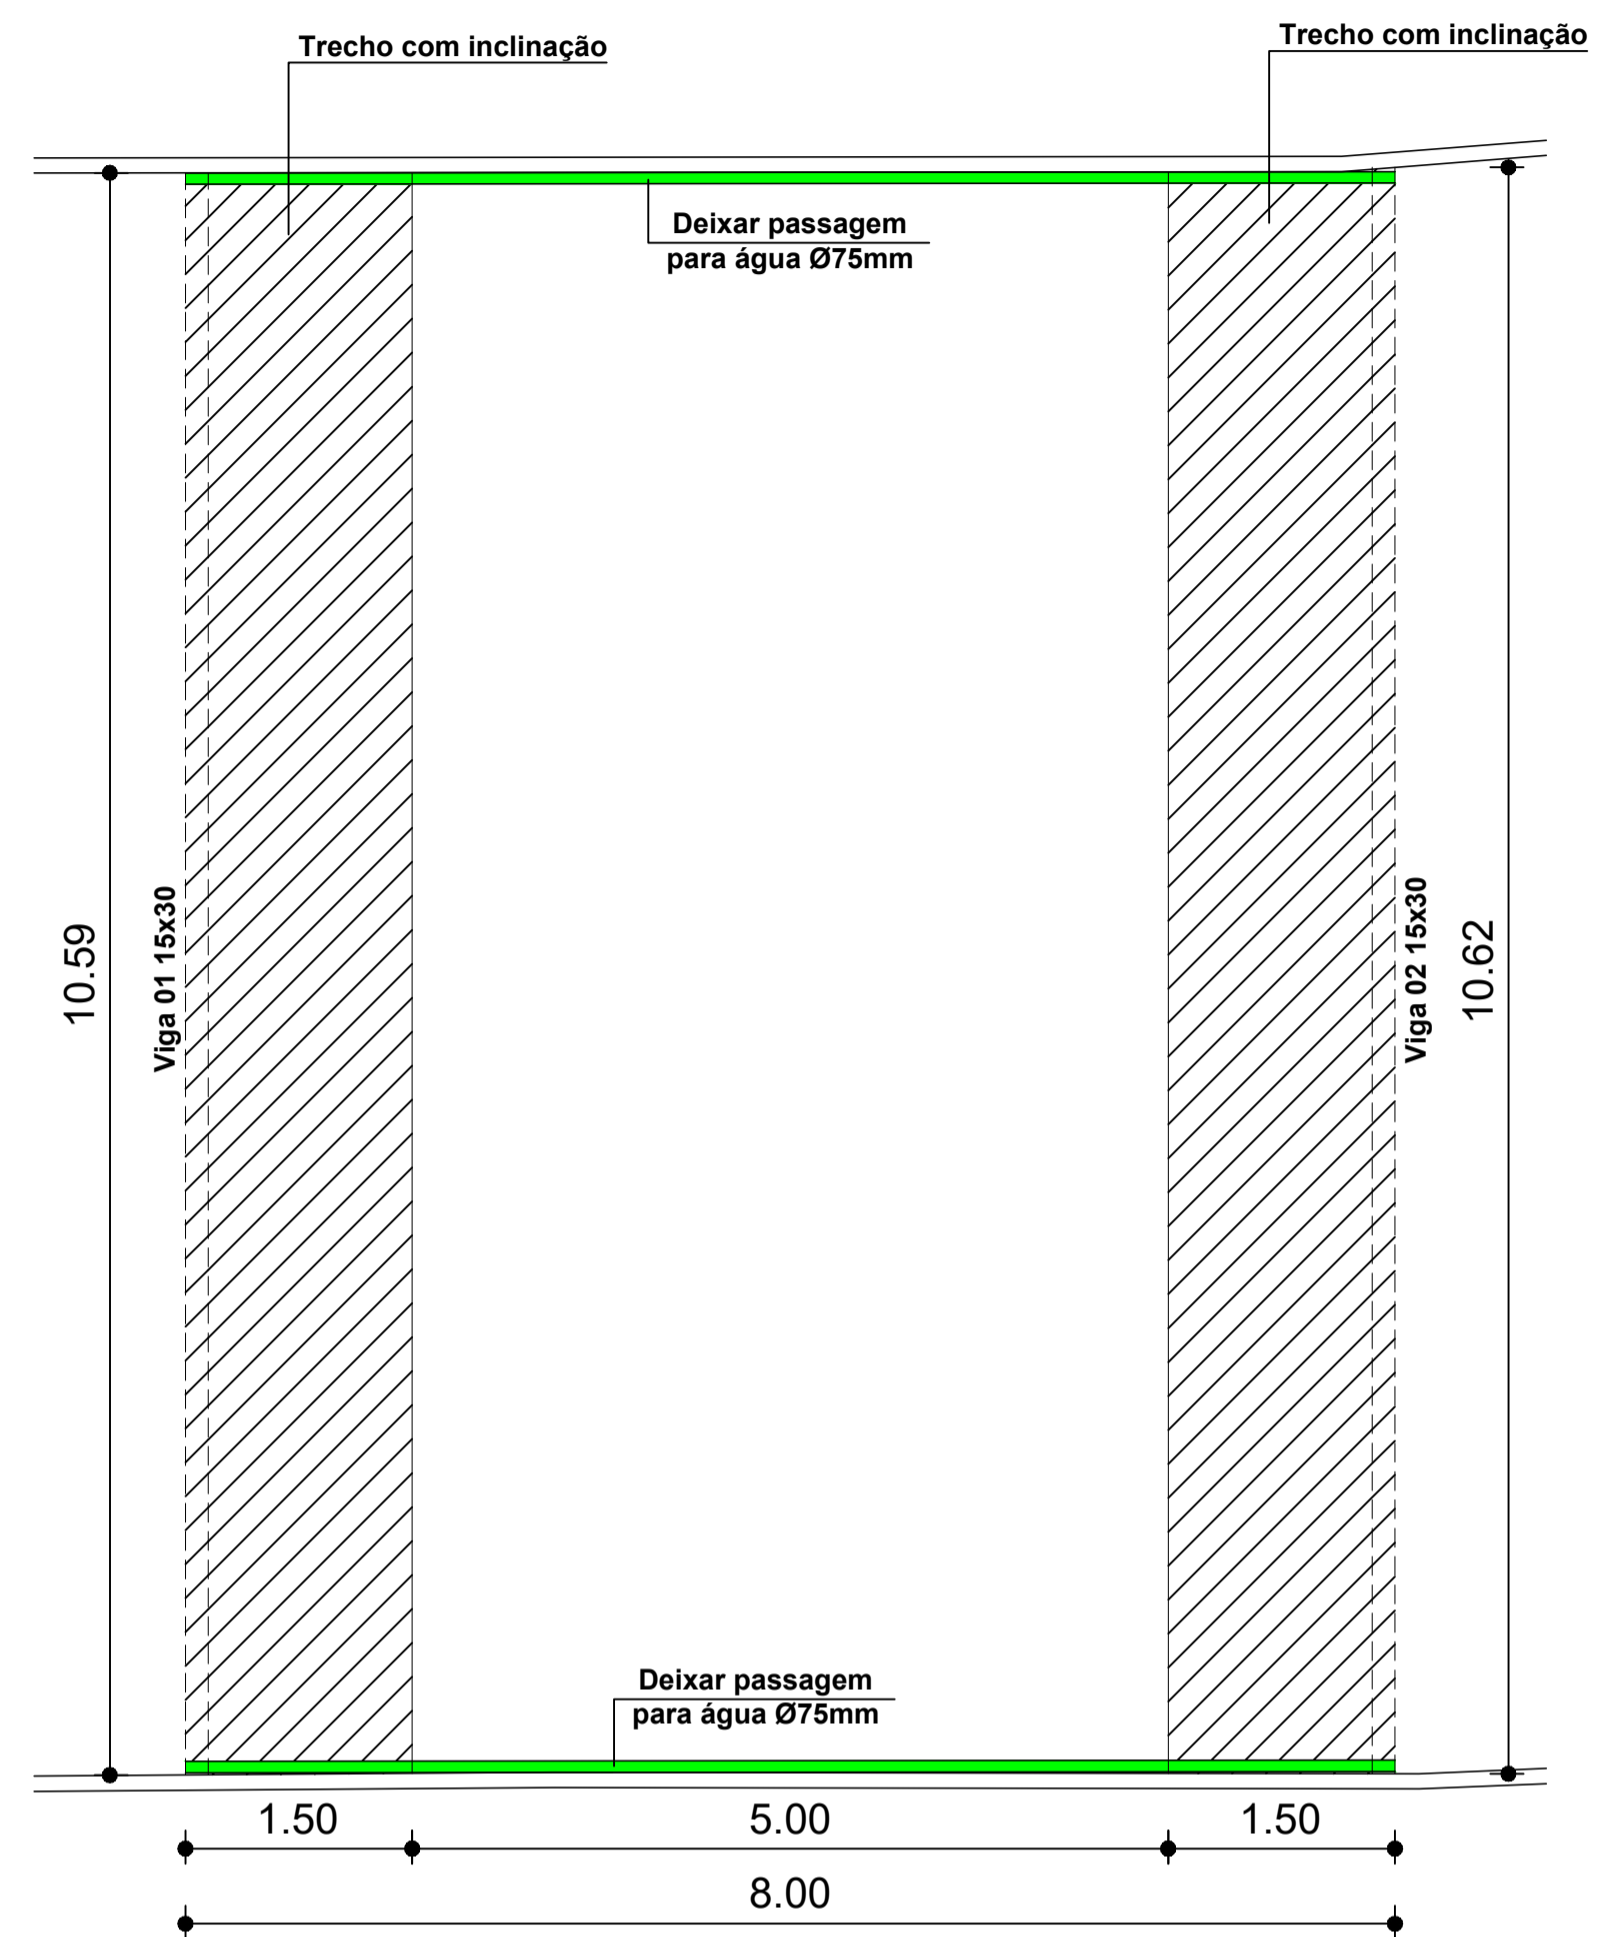 Trecho com inclinação
Trecho com inclinação
Deixar passagem
para água Ø75mm
10.59
Viga 01 15x30
Viga 02 15x30
10.62
Deixar passagem
para água Ø75mm
1.50
5.00
1.50
8.00